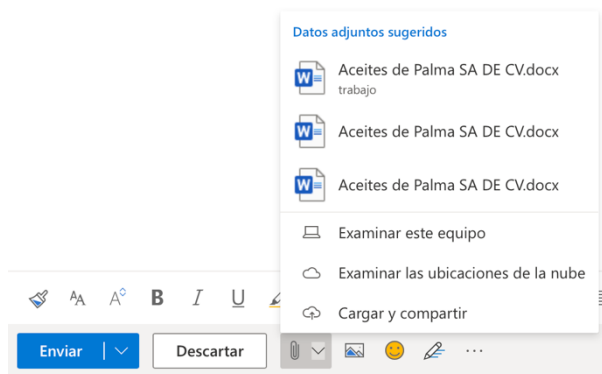 Datos adjuntos sugeridos
Aceites de Palma SA DE CV.docx
trabajo
Aceites de Palma SA DE CV.docx
Aceites de Palma SA DE CV.docx
Examinar este equipo
Examinar las ubicaciones de la nube
Cargar y compartir
AA A B I U
Enviar Descartar